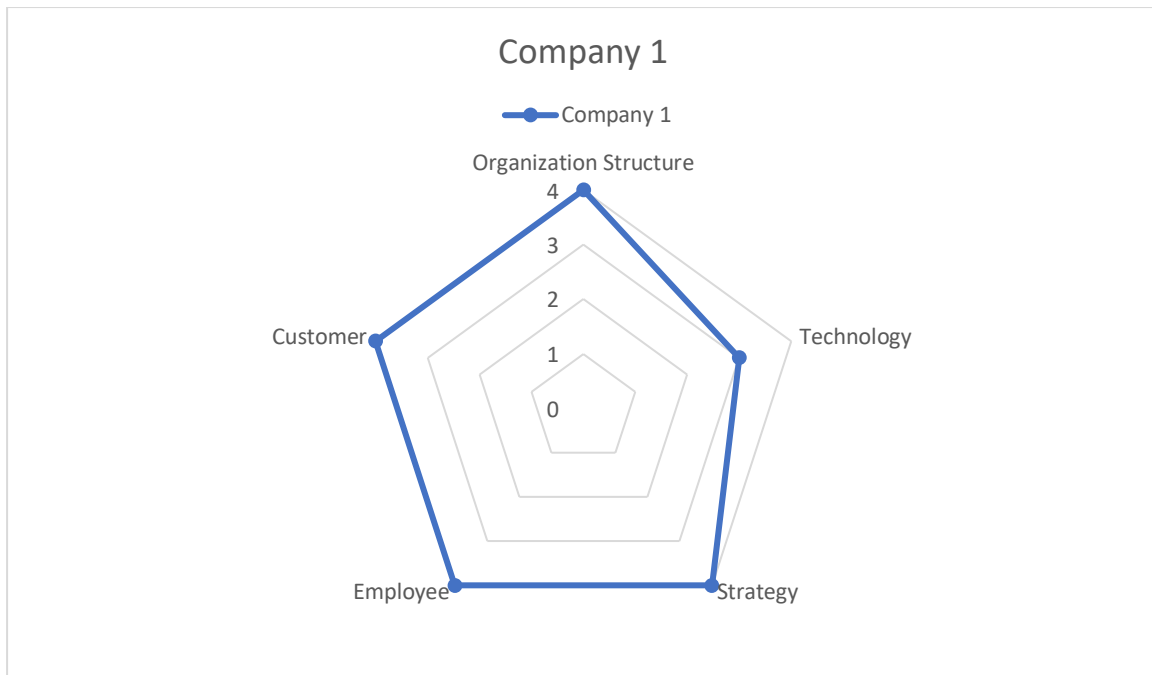 Company 1
Company 1
Organization Structure
4
3
2
1
0
Technology
Customer
Employee
Strategy